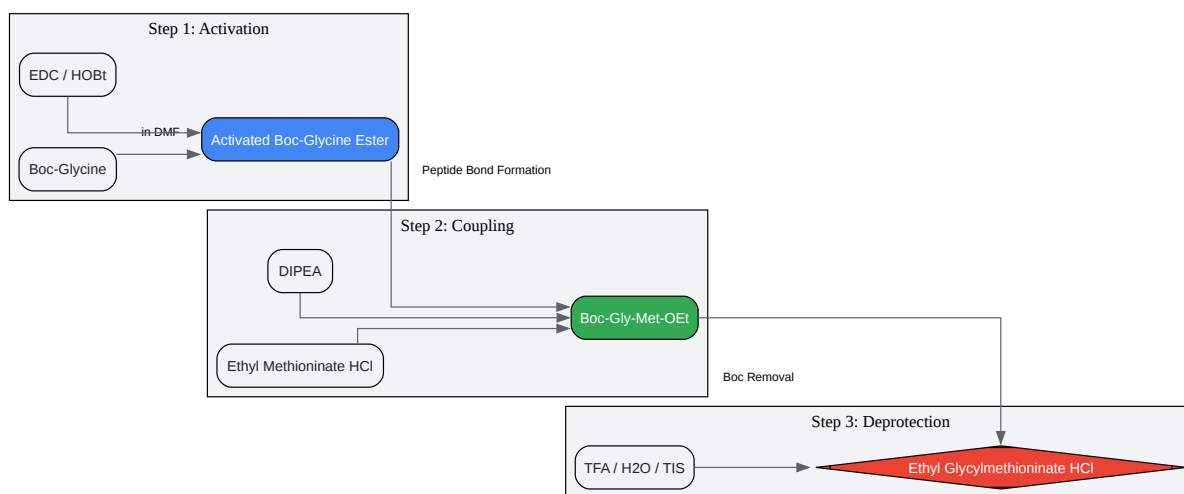 Step 1: Activation
EDC / HOBt
in DMF
Activated Boc-Glycine Ester
Boc-Glycine
Peptide Bond Formation
Step 2: Coupling
DIPEA
Boc-Gly-Met-OEt
Ethyl Methioninate HCl
Boc Removal
Step 3: Deprotection
TFA / H2O / TIS
Ethyl Glycylmethioninate HCl